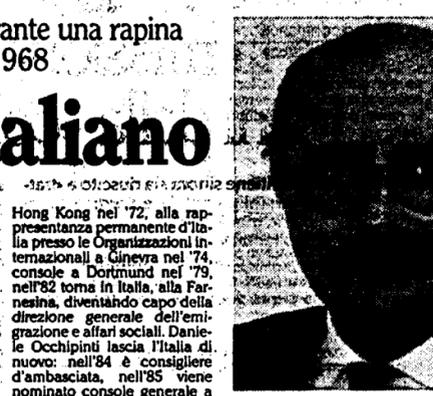 ante una rapina
968
aliano
Hong Kong nel '72, alla rap-
presentanza permanente d'Ita-
lia presso le Organizzazioni in-
ternazionali a Ginevra nel '74,
console a Dortmund nel '79,
nell'82 torna in Italia, alla Far-
nesina, diventando capo della
direzione generale dell'emi-
grazione e affari sociali. Danie-
le Occhipinti lascia l'Italia di
nuovo: nell'84 è consigliere
d'ambasciata, nell'85 viene
nominato console generale a